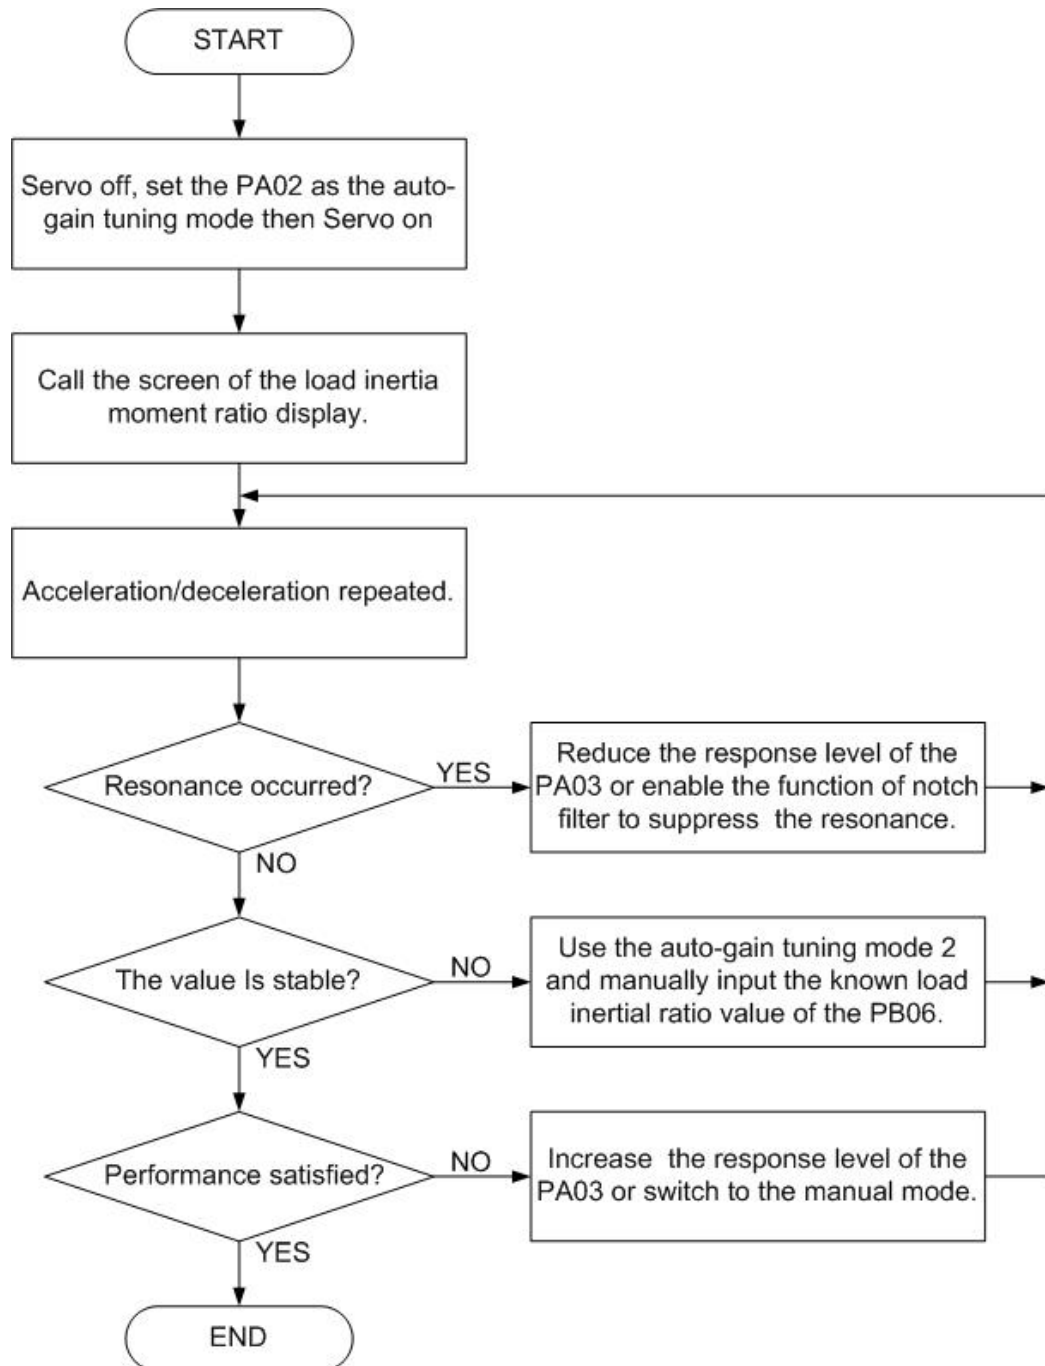 START
Servo off, set the PA02 as the auto-
gain tuning mode then Servo on
Call the screen of the load inertia
moment ratio display.
Acceleration/deceleration repeated.
Resonance occurred?
YES
Reduce the response level of the
PA03 or enable the function of notch
filter to suppress the resonance.
NO
The value Is stable?
NO
Use the auto-gain tuning mode 2
and manually input the known load
inertial ratio value of the PB06.
YES
Performance satisfied?
NO
Increase the response level of the
PA03 or switch to the manual mode.
YES
END